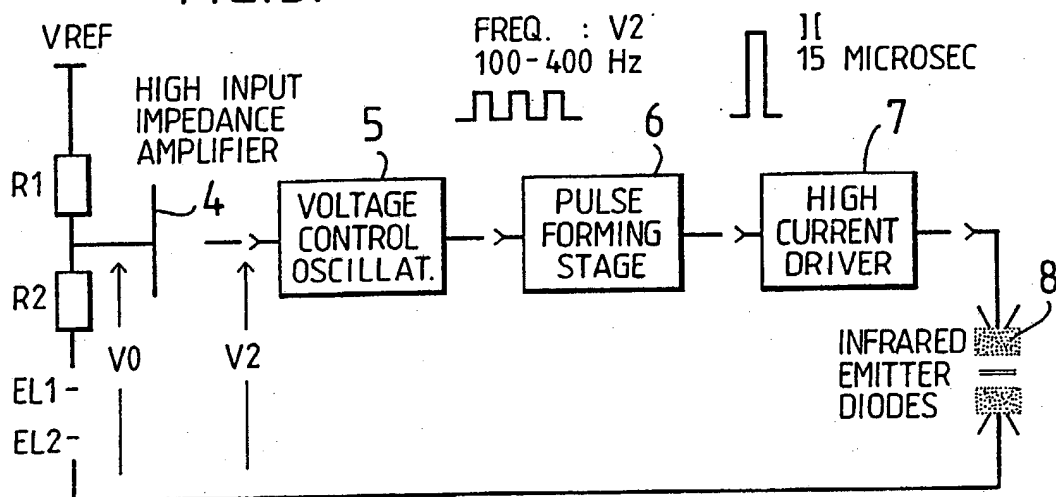 VREF
FREQ. : V2
100-400 Hz
15 MICROSEC
HIGH INPUT
IMPEDANCE
AMPLIFIER
R1
4
5
6
7
VOLTAGE
CONTROL
OSCILLAT.
PULSE
FORMING
STAGE
HIGH
CURRENT
DRIVER
R2
V0
V2
8
INFRARED
EMITTER
DIODES
EL1
EL2